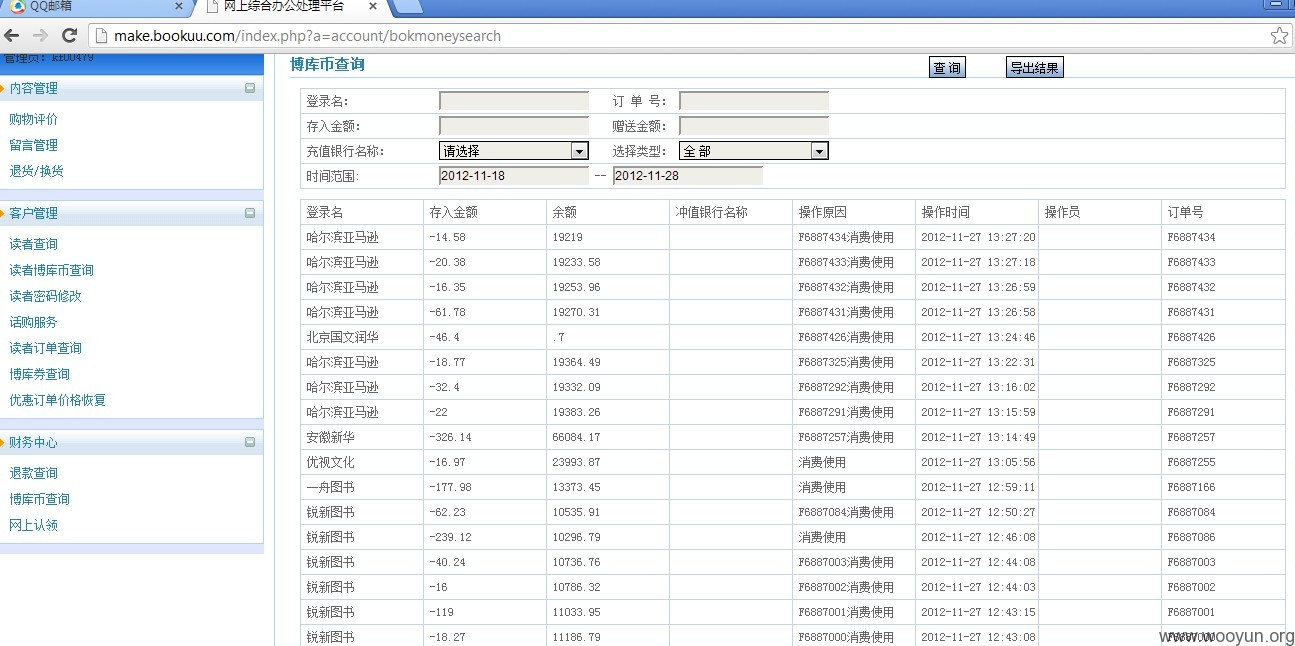 QQ邮箱 × 网上综合办公处理平台 ×
make.bookuu.com/index.php?a=account/bokmoneysearch
管理员: kf00479
内容管理
购物评价
留言管理
退货/换货
客户管理
读者查询
读者博库币查询
读者密码修改
话购服务
读者订单查询
博库券查询
优惠订单价格恢复
财务中心
退款查询
博库币查询
网上认领
博库币查询 查 询 导出结果
登录名: 订 单 号:
存入金额: 赠送金额:
充值银行名称: 请选择 选择类型: 全 部
时间范围: 2012-11-18 -- 2012-11-28
登录名 存入金额 余额 冲值银行名称 操作原因 操作时间 操作员 订单号
哈尔滨亚马逊 -14.58 19219 F6887434消费使用 2012-11-27 13:27:20 F6887434
哈尔滨亚马逊 -20.38 19233.58 F6887433消费使用 2012-11-27 13:27:18 F6887433
哈尔滨亚马逊 -16.35 19253.96 F6887432消费使用 2012-11-27 13:26:59 F6887432
哈尔滨亚马逊 -61.78 19270.31 F6887431消费使用 2012-11-27 13:26:58 F6887431
北京国文润华 -46.4 .7 F6887426消费使用 2012-11-27 13:24:46 F6887426
哈尔滨亚马逊 -18.77 19364.49 F6887325消费使用 2012-11-27 13:22:31 F6887325
哈尔滨亚马逊 -32.4 19332.09 F6887292消费使用 2012-11-27 13:16:02 F6887292
哈尔滨亚马逊 -22 19383.26 F6887291消费使用 2012-11-27 13:15:59 F6887291
安徽新华 -326.14 66084.17 F6887257消费使用 2012-11-27 13:14:49 F6887257
优视文化 -16.97 23993.87 消费使用 2012-11-27 13:05:56 F6887255
一舟图书 -177.98 13373.45 消费使用 2012-11-27 12:59:11 F6887166
锐新图书 -62.23 10535.91 F6887084消费使用 2012-11-27 12:50:27 F6887084
锐新图书 -239.12 10296.79 消费使用 2012-11-27 12:46:08 F6887086
锐新图书 -40.24 10736.76 F6887003消费使用 2012-11-27 12:44:08 F6887003
锐新图书 -16 10786.32 F6887002消费使用 2012-11-27 12:44:03 F6887002
锐新图书 -119 11033.95 F6887001消费使用 2012-11-27 12:43:15 F6887001
锐新图书 -18.27 11186.79 F6887000消费使用 2012-11-27 12:43:08
www.wooyun.org